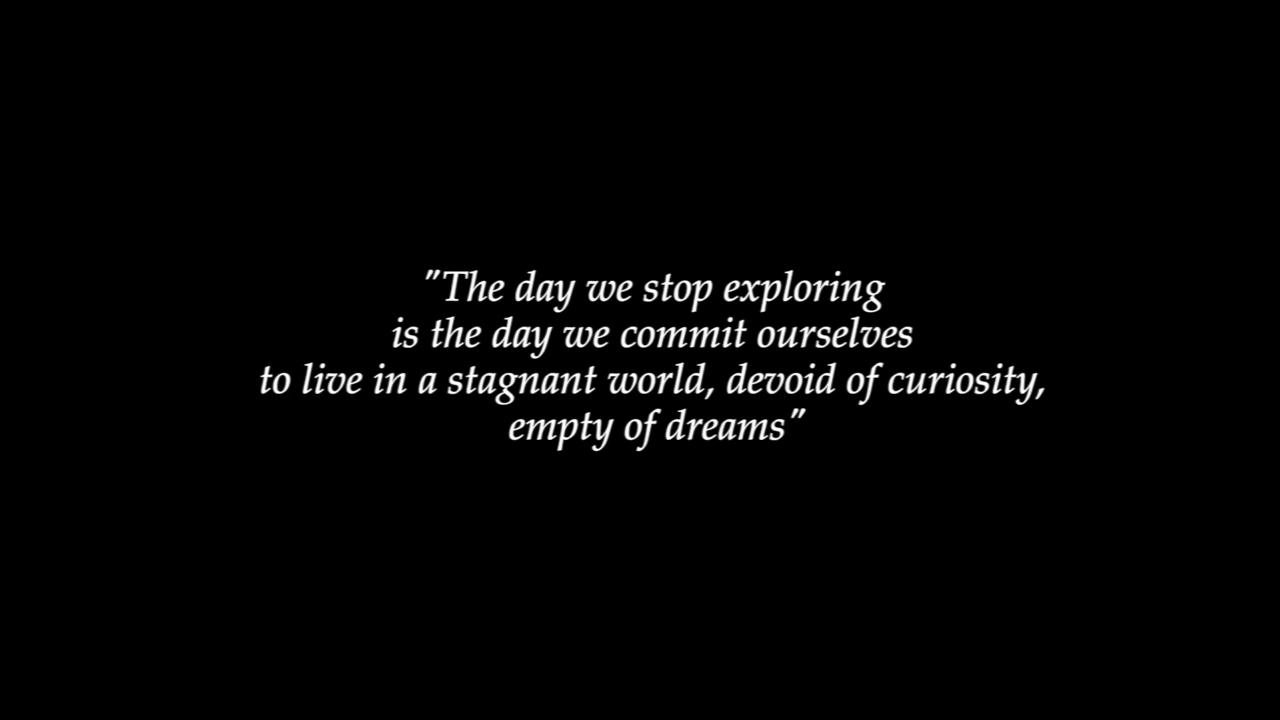 "The day we stop exploring
is the day we commit ourselves
to live in a stagnant world, devoid of curiosity,
empty of dreams"